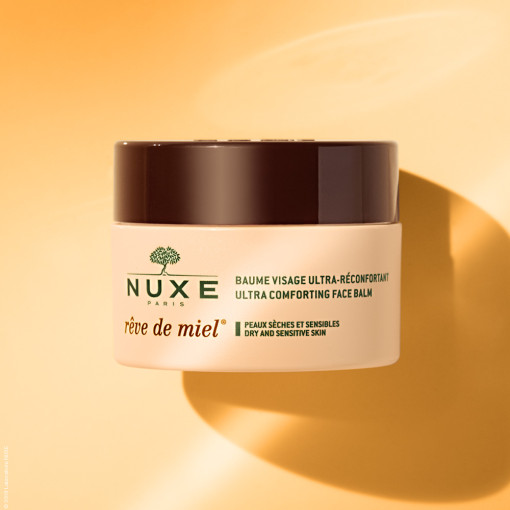 NUXE
PARIS
rêve de miel®
BAUME VISAGE ULTRA-RÉCONFORTANT
ULTRA COMFORTING FACE BALM
PEAUX SÈCHES ET SENSIBLES
DRY AND SENSITIVE SKIN